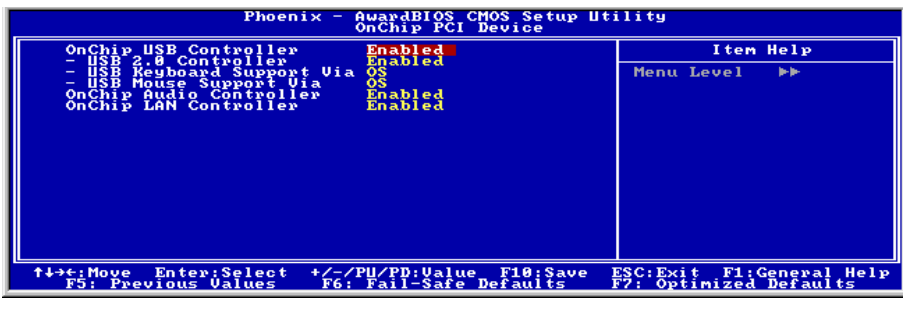 Phoenix - AwardBIOS CMOS Setup Utility
OnChip PCI Device
OnChip USB Controller Enabled
- USB 2.0 Controller Enabled
- USB Keyboard Support Via OS
- USB Mouse Support Via OS
OnChip Audio Controller Enabled
OnChip LAN Controller Enabled
Item Help
Menu Level ▶▶
↑↓→←:Move Enter:Select +/-/PU/PD:Value F10:Save ESC:Exit F1:General Help
F5: Previous Values F6: Fail-Safe Defaults F7: Optimized Defaults